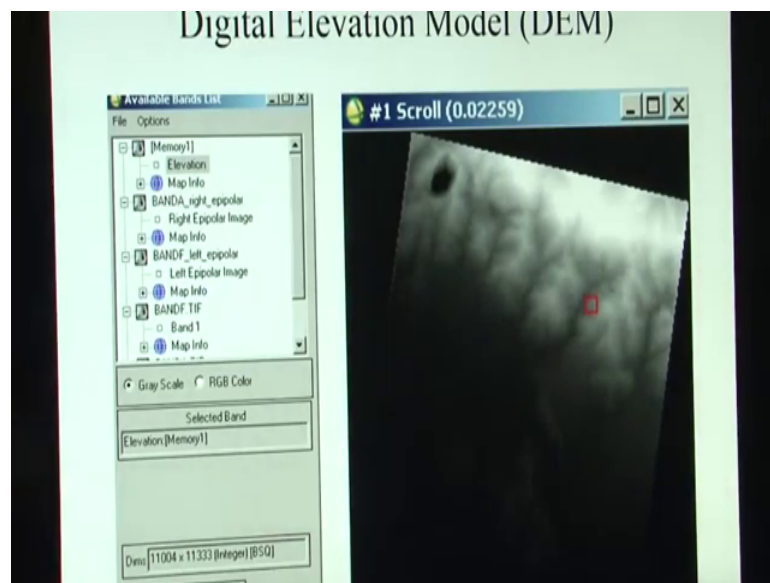 Digital Elevation Model (DEM)
Available Bands List
File Options
[Memory1]
Elevation
Map Info
BANDA_right_epipolar
Right Epipolar Image
Map Info
BANDF_left_epipolar
Left Epipolar Image
Map Info
BANDF.TIF
Band 1
Map Info
Gray Scale RGB Color
Selected Band
Elevation [Memory1]
Dims 11004 x 11333 (Integer) [BSQ]
#1 Scroll (0.02259)